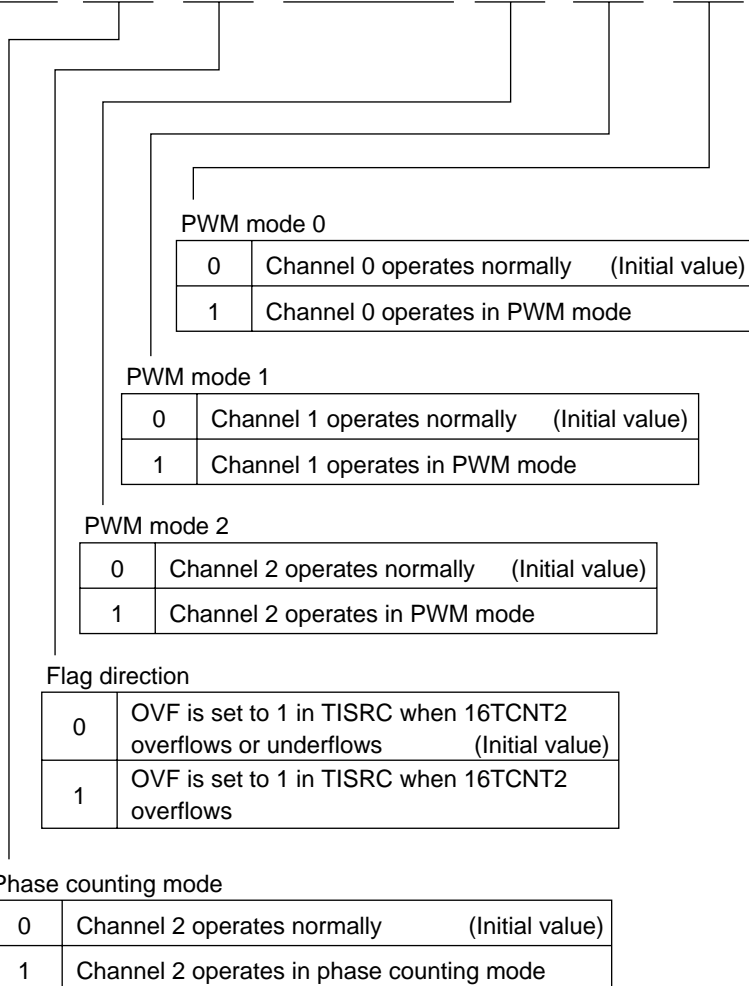 PWM mode 0
0 Channel 0 operates normally (Initial value)
1 Channel 0 operates in PWM mode
PWM mode 1
0 Channel 1 operates normally (Initial value)
1 Channel 1 operates in PWM mode
PWM mode 2
0 Channel 2 operates normally (Initial value)
1 Channel 2 operates in PWM mode
Flag direction
0 OVF is set to 1 in TISRC when 16TCNT2
overflows or underflows (Initial value)
1 OVF is set to 1 in TISRC when 16TCNT2
overflows
Phase counting mode
0 Channel 2 operates normally (Initial value)
1 Channel 2 operates in phase counting mode